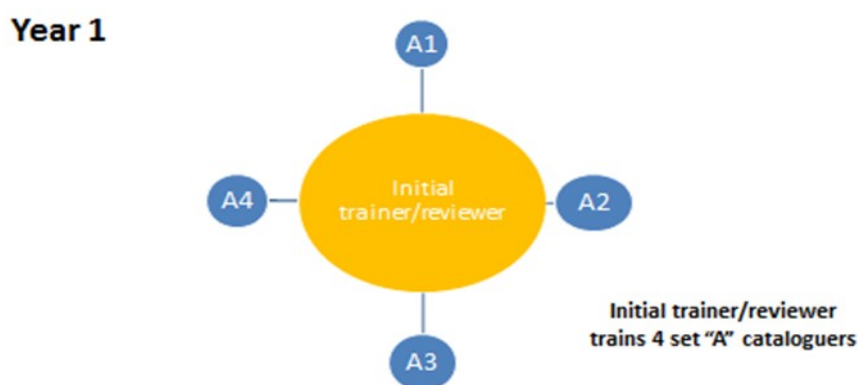 Year 1
A1
A4
Initial
trainer/reviewer
A2
Initial trainer/reviewer
trains 4 set “A” cataloguers
A3